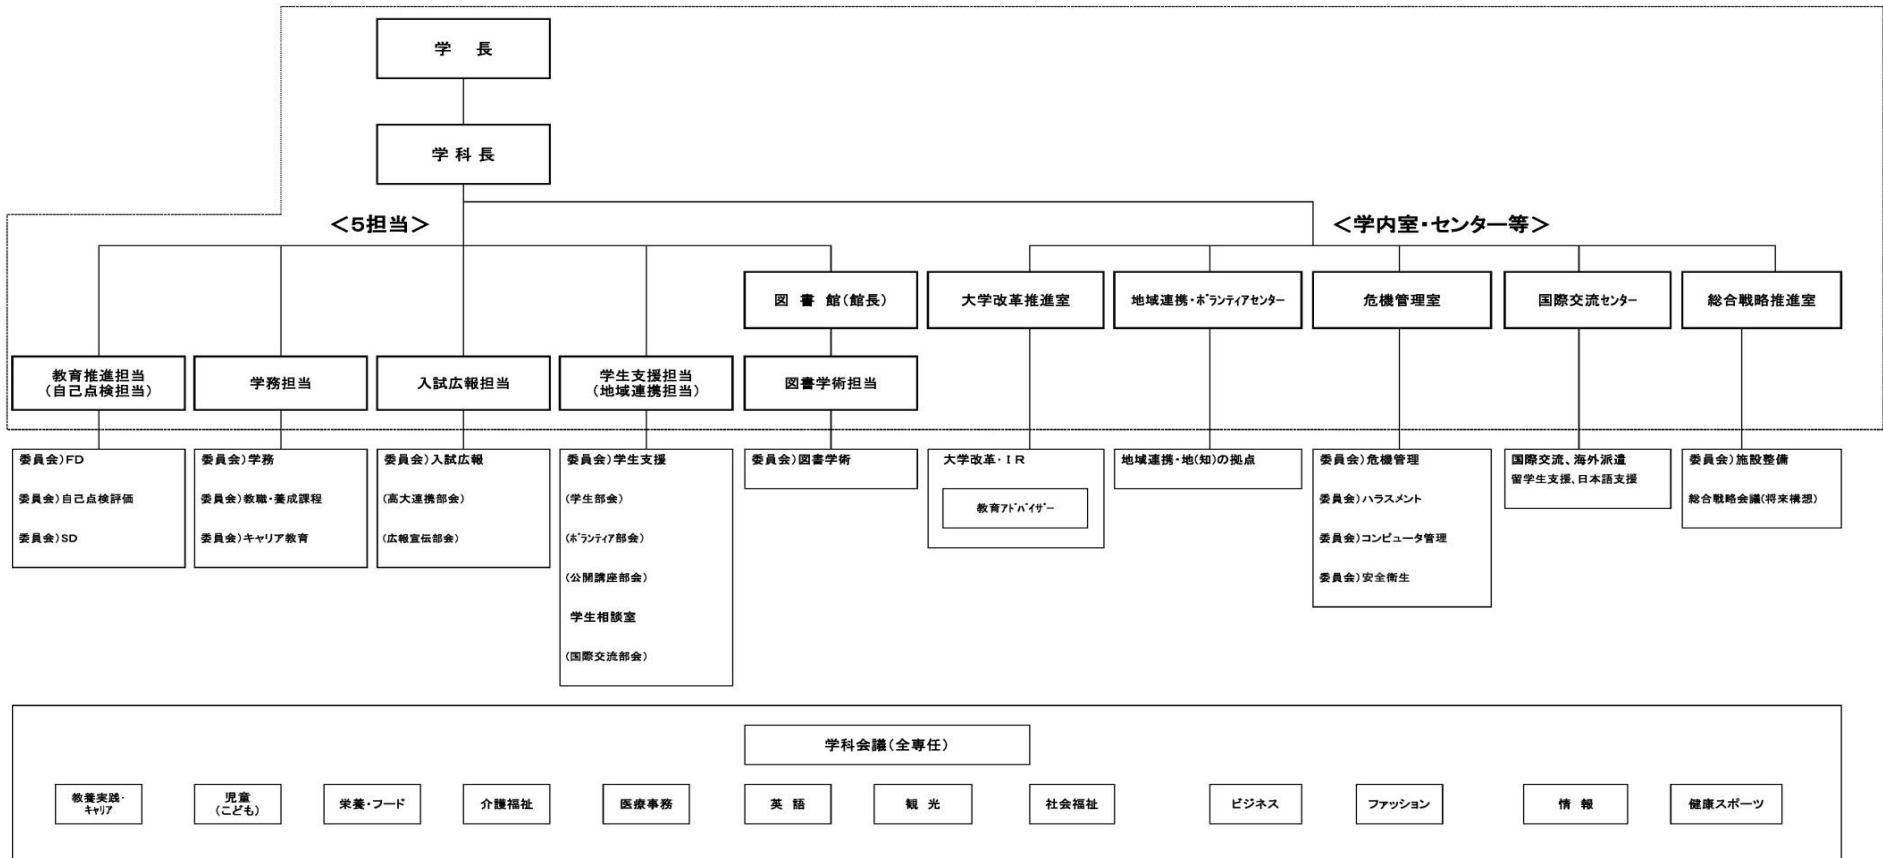 学 長
学 科 長
＜５担当＞
＜学内室・センター等＞
図 書 館(館長)
大学改革推進室
地域連携・ボランティアセンター
危機管理室
国際交流センター
総合戦略推進室
教育推進担当
(自己点検担当)
学務担当
入試広報担当
学生支援担当
(地域連携担当)
図書学術担当
委員会)FD
委員会)自己点検評価
委員会)SD
委員会)学務
委員会)教職・養成課程
委員会)キャリア教育
委員会)入試広報
(高大連携部会)
(広報宣伝部会)
委員会)学生支援
(学生部会)
(ボランティア部会)
(公開講座部会)
学生相談室
(国際交流部会)
委員会)図書学術
大学改革・ＩＲ
教育アドバイザー
地域連携・地(知)の拠点
委員会)危機管理
委員会)ハラスメント
委員会)コンピュータ管理
委員会)安全衛生
国際交流、海外派遣
留学生支援、日本語支援
委員会)施設整備
総合戦略会議(将来構想)
学科会議(全専任)
教養実践・
キャリア
児童
(こども)
栄養・フード
介護福祉
医療事務
英 語
観 光
社会福祉
ビジネス
ファッション
情 報
健康スポーツ